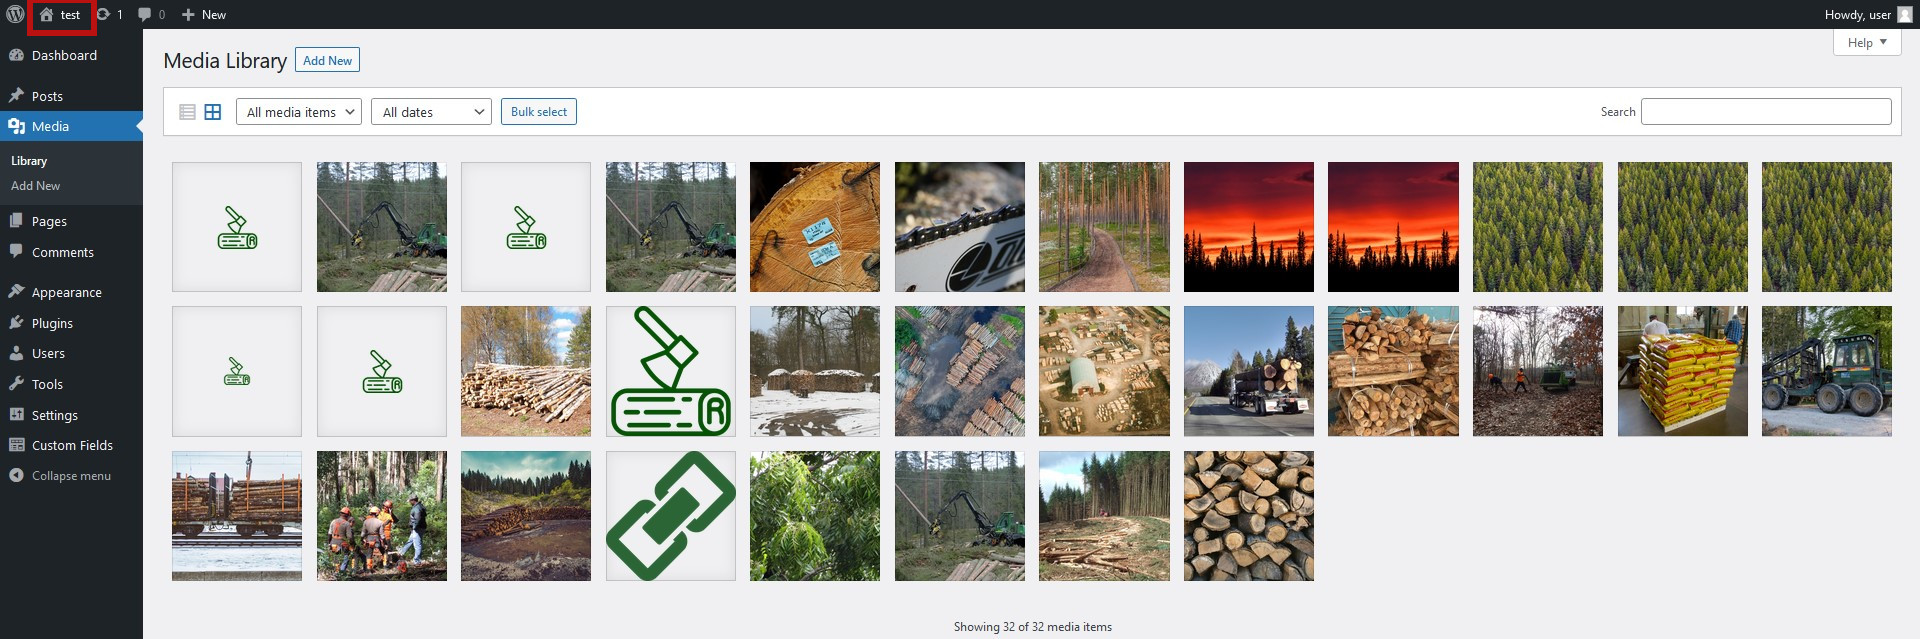 test 1 0 New Howdy, user
Help
Dashboard
Posts
Media
Library
Add New
Pages
Comments
Appearance
Plugins
Users
Tools
Settings
Custom Fields
Collapse menu
Media Library Add New
All media items All dates Bulk select Search
R R
R R R
Showing 32 of 32 media items